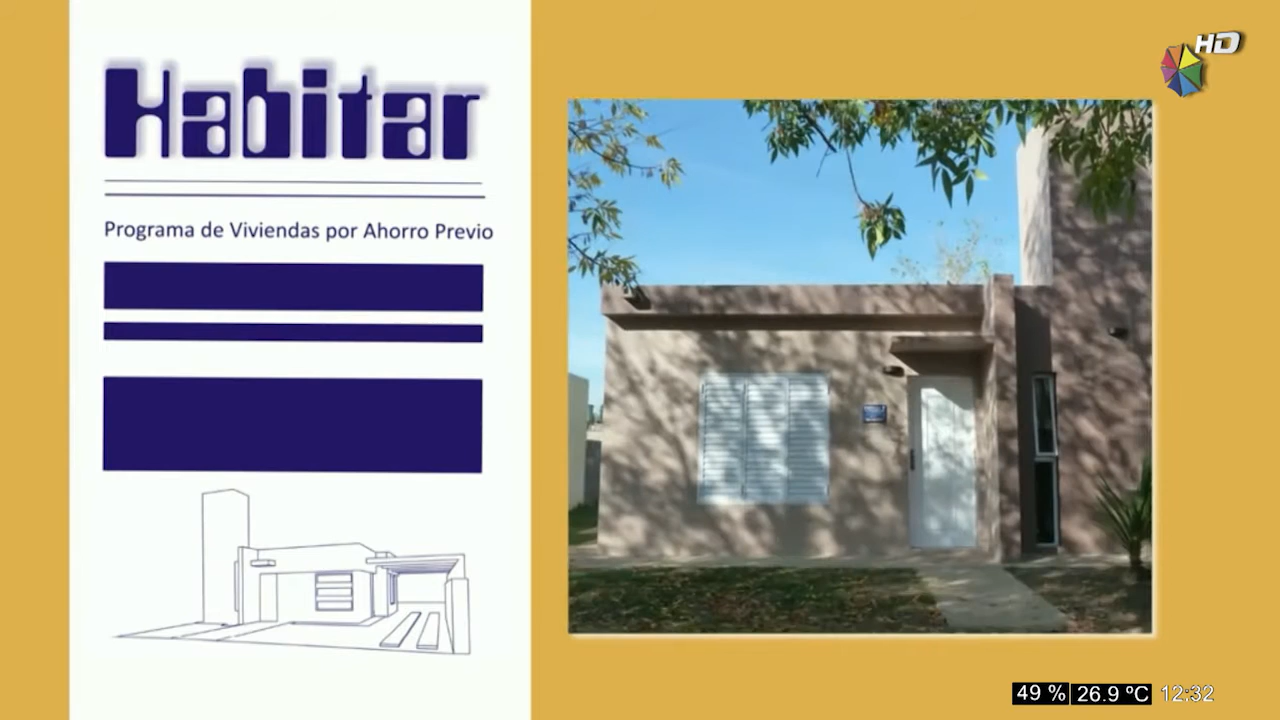 Habitar
Programa de Viviendas por Ahorro Previo
HD
49 % 26.9 ºC 12:32